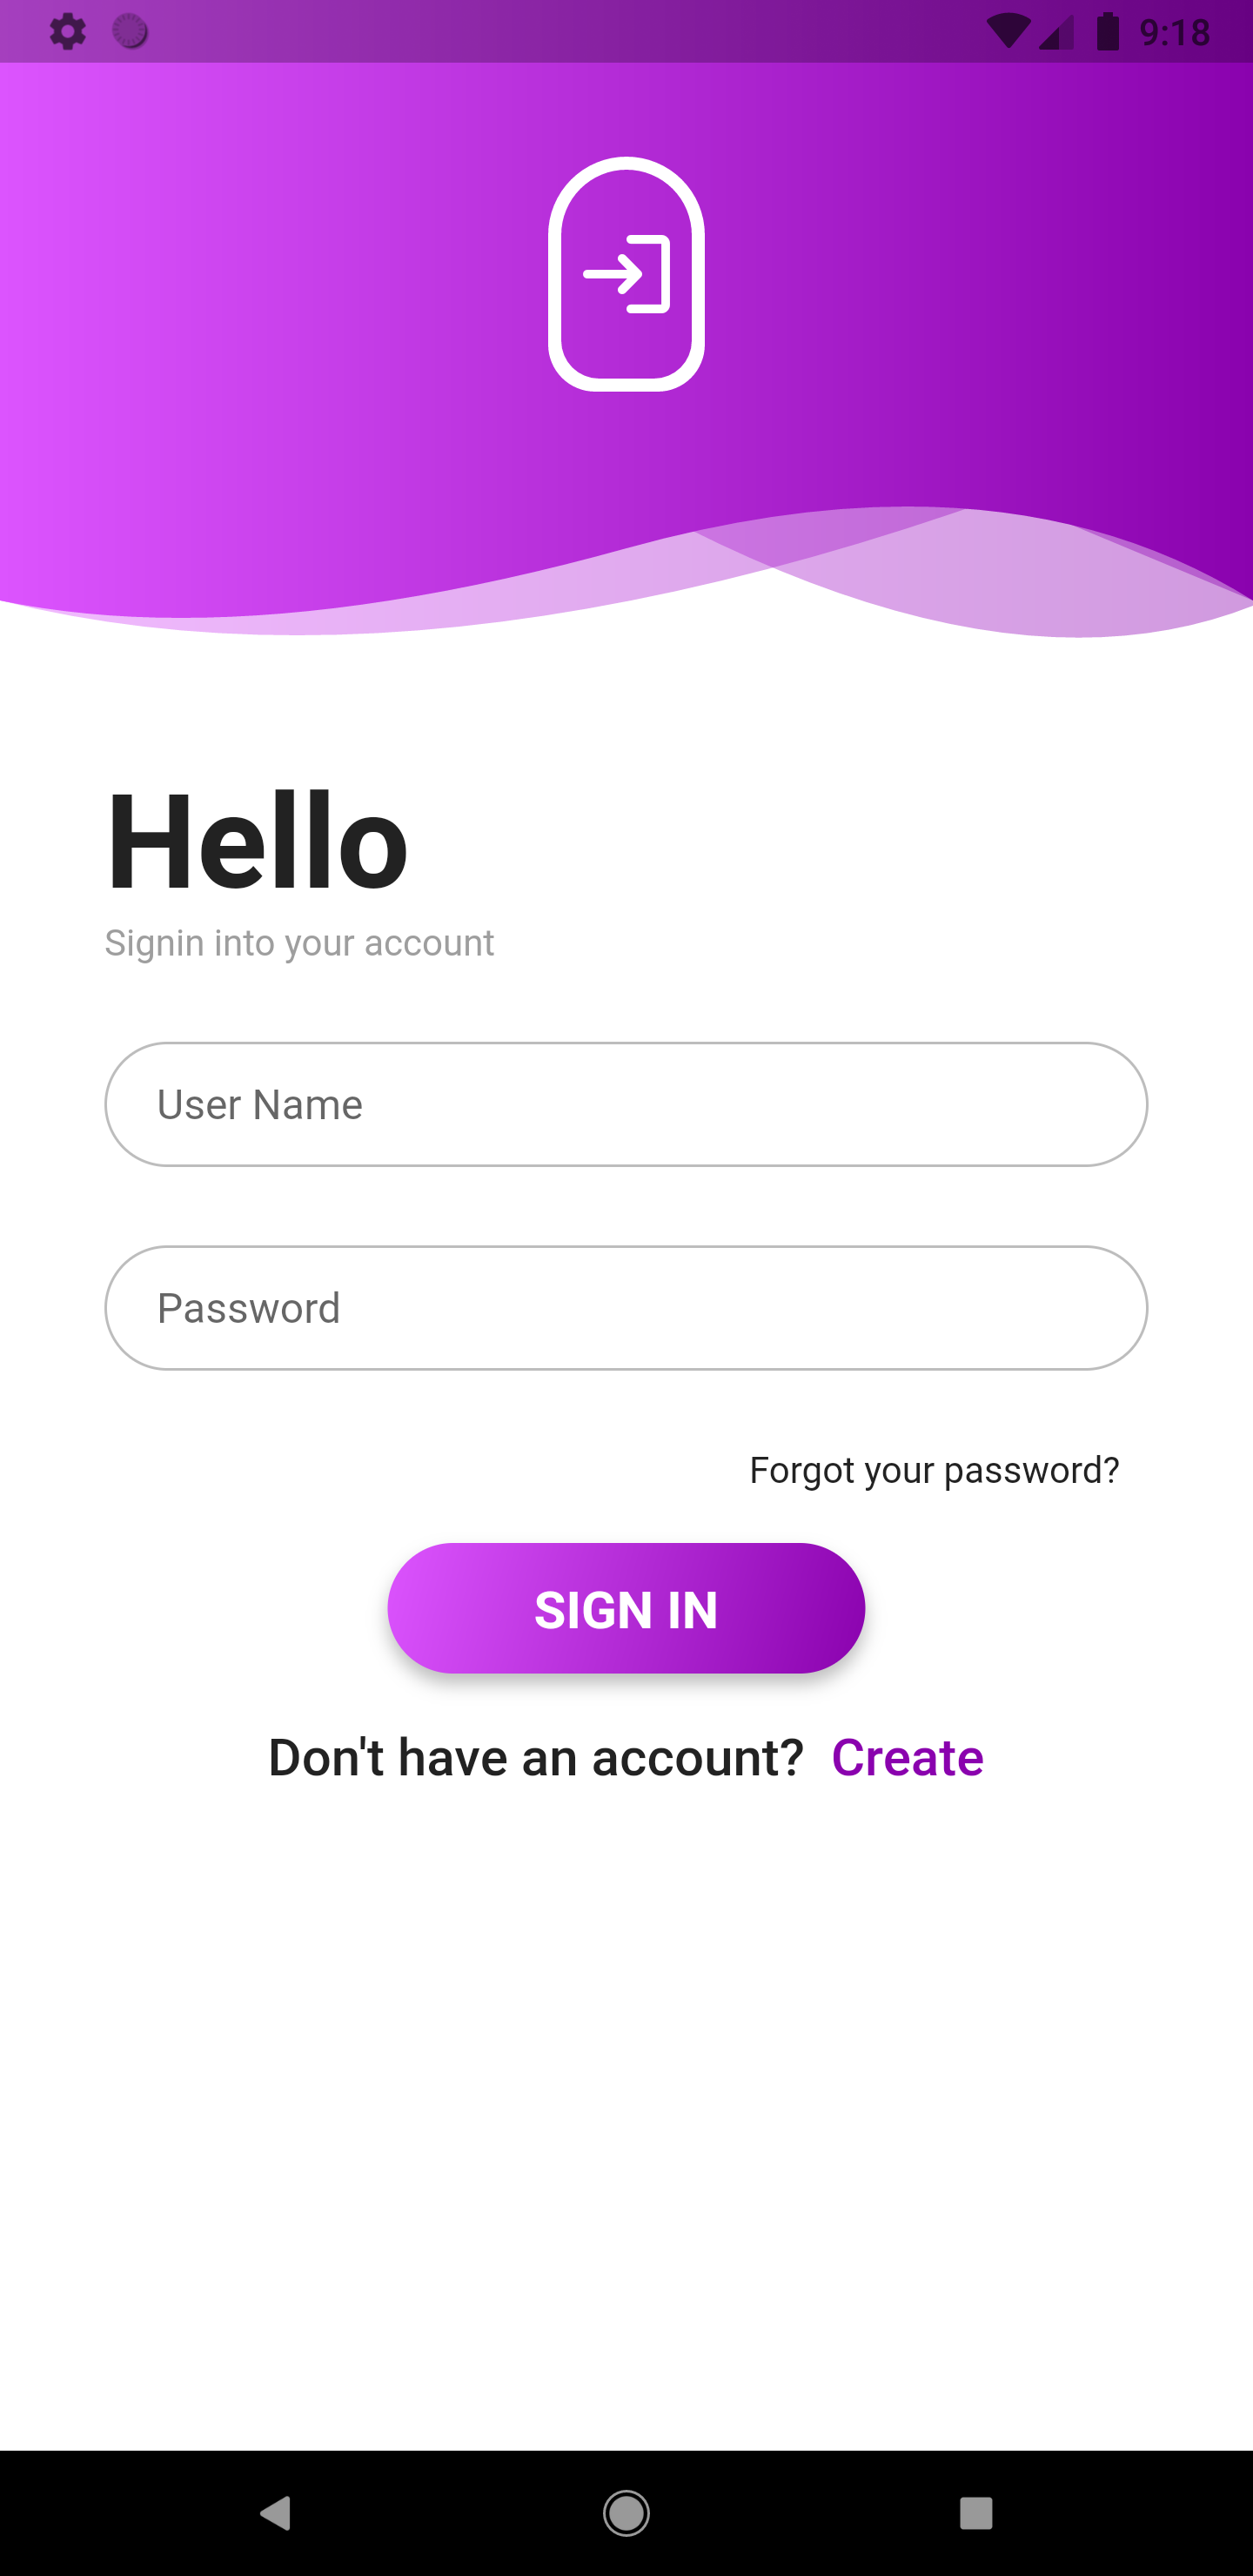 9:18
Hello
Signin into your account
User Name
Password
Forgot your password?
SIGN IN
Don't have an account? Create